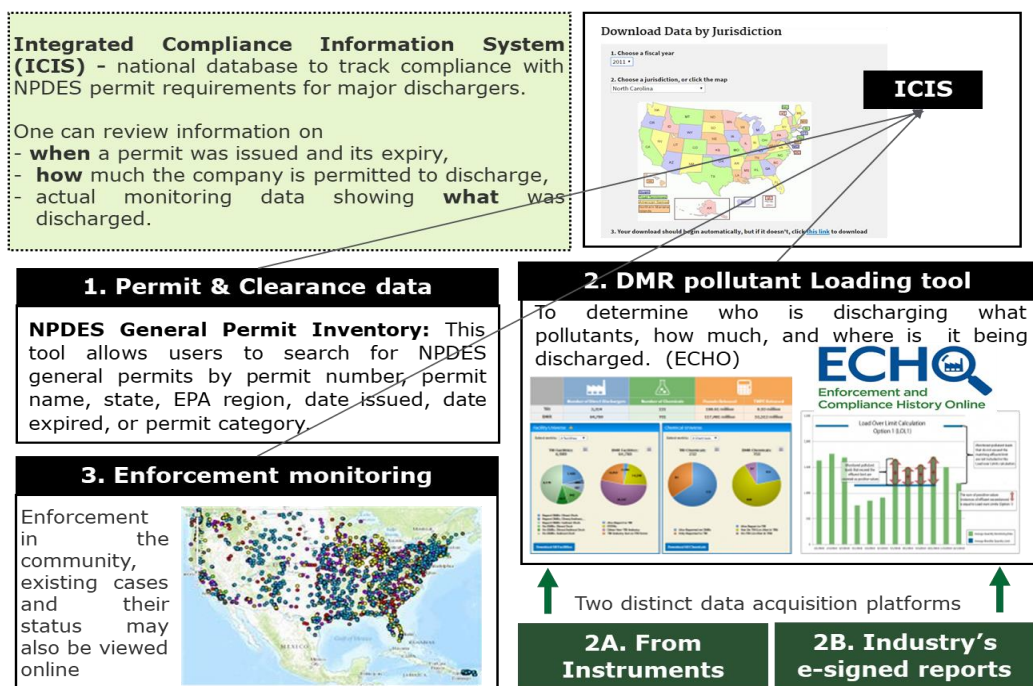 Integrated Compliance Information System
(ICIS) - national database to track compliance with
NPDES permit requirements for major dischargers.
One can review information on
- when a permit was issued and its expiry,
- how much the company is permitted to discharge,
- actual monitoring data showing what was
discharged.
Download Data by Jurisdiction
1. Choose a fiscal year
2011
2. Choose a jurisdiction, or click the map
North Carolina
3. Your download should begin automatically, but if it doesn't, click this link to download
ICIS
1. Permit & Clearance data
NPDES General Permit Inventory: This
tool allows users to search for NPDES
general permits by permit number, permit
name, state, EPA region, date issued, date
expired, or permit category.
2. DMR pollutant Loading tool
To determine who is discharging what
pollutants, how much, and where is it being
discharged. (ECHO)
ECHO
Enforcement and
Compliance History Online
Load Over Limit Calculation
Option 1 (LOL1)
3. Enforcement monitoring
Enforcement
in the
community,
existing cases
and their
status may
also be viewed
online
MEXICO
Two distinct data acquisition platforms
2A. From
Instruments
2B. Industry's
e-signed reports